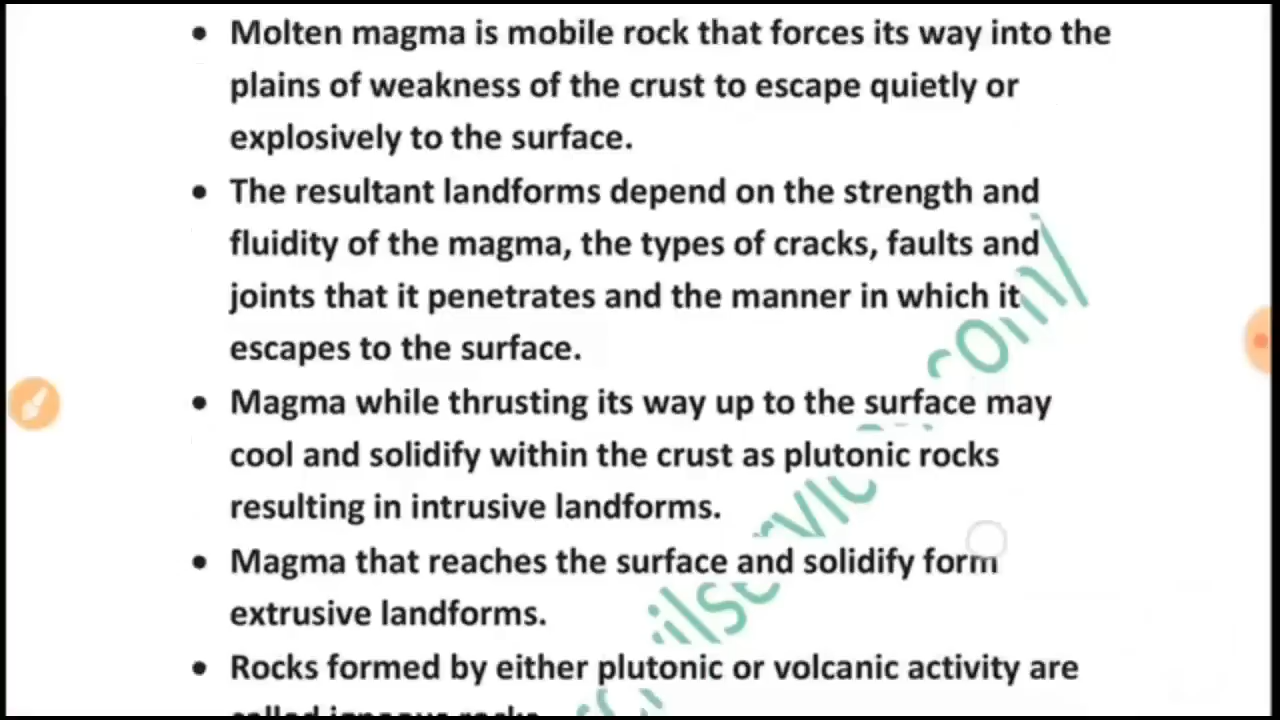 • Molten magma is mobile rock that forces its way into the
plains of weakness of the crust to escape quietly or
explosively to the surface.
• The resultant landforms depend on the strength and
fluidity of the magma, the types of cracks, faults and
joints that it penetrates and the manner in which it
escapes to the surface.
• Magma while thrusting its way up to the surface may
cool and solidify within the crust as plutonic rocks
resulting in intrusive landforms.
• Magma that reaches the surface and solidify form
extrusive landforms.
• Rocks formed by either plutonic or volcanic activity are
called igneous rocks.